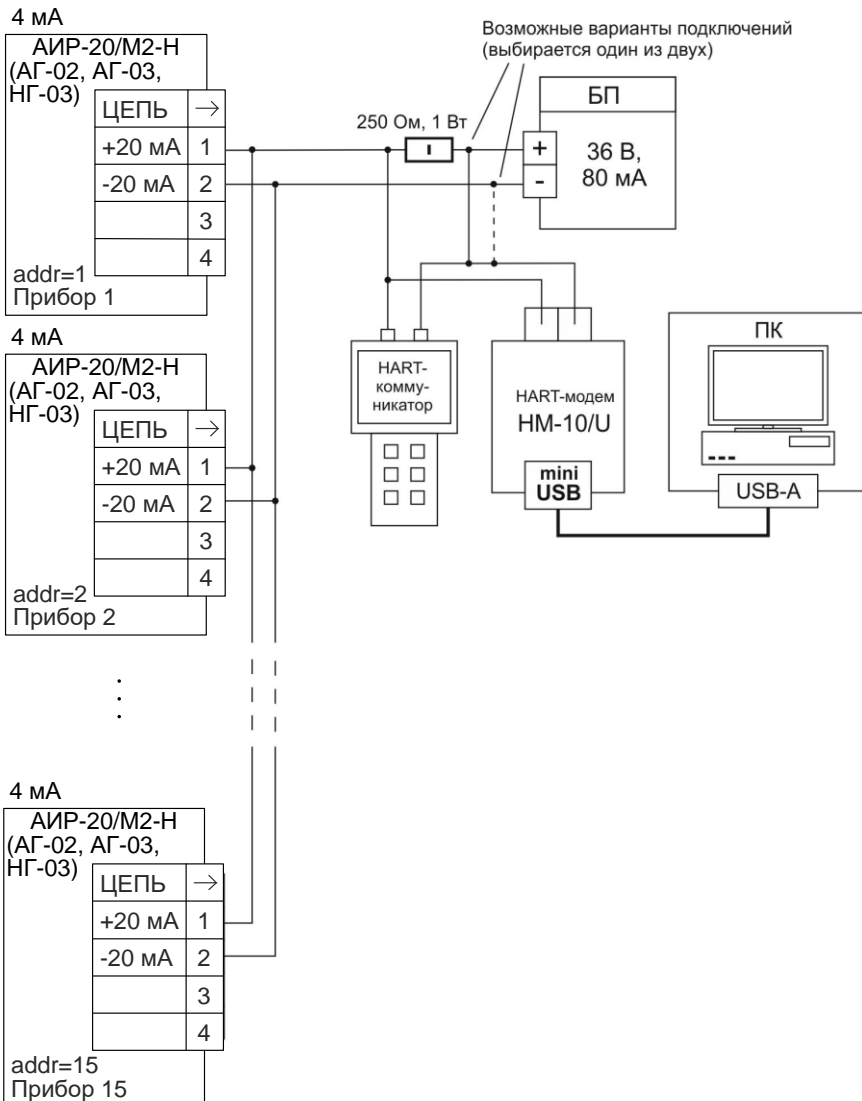 4 мА
АИР-20/М2-Н
(АГ-02, АГ-03,
НГ-03)
ЦЕПЬ →
+20 мА 1
-20 мА 2
3
4
addr=1
Прибор 1
Возможные варианты подключений
(выбирается один из двух)
250 Ом, 1 Вт
БП
+
-
36 В,
80 мА
4 мА
АИР-20/М2-Н
(АГ-02, АГ-03,
НГ-03)
ЦЕПЬ →
+20 мА 1
-20 мА 2
3
4
addr=2
Прибор 2
HART-
комму-
никатор
HART-модем
НМ-10/U
mini
USB
ПК
USB-A
4 мА
АИР-20/М2-Н
(АГ-02, АГ-03,
НГ-03)
ЦЕПЬ →
+20 мА 1
-20 мА 2
3
4
addr=15
Прибор 15